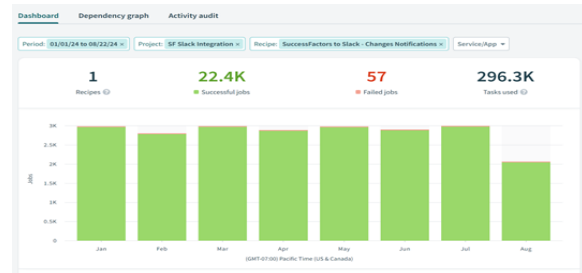 Dashboard Dependency graph Activity audit
Period: 01/01/24 to 08/22/24 × Project: SF Slack Integration × Recipe: SuccessFactors to Slack - Changes Notifications × Service/App
1 22.4K 57 296.3K
Recipes Successful jobs Failed jobs Tasks used
3K
2.5K
2K
1.5K
1K
0.5K
0
Jobs
Jan Feb Mar Apr May Jun Jul Aug
(GMT-07:00) Pacific Time (US & Canada)